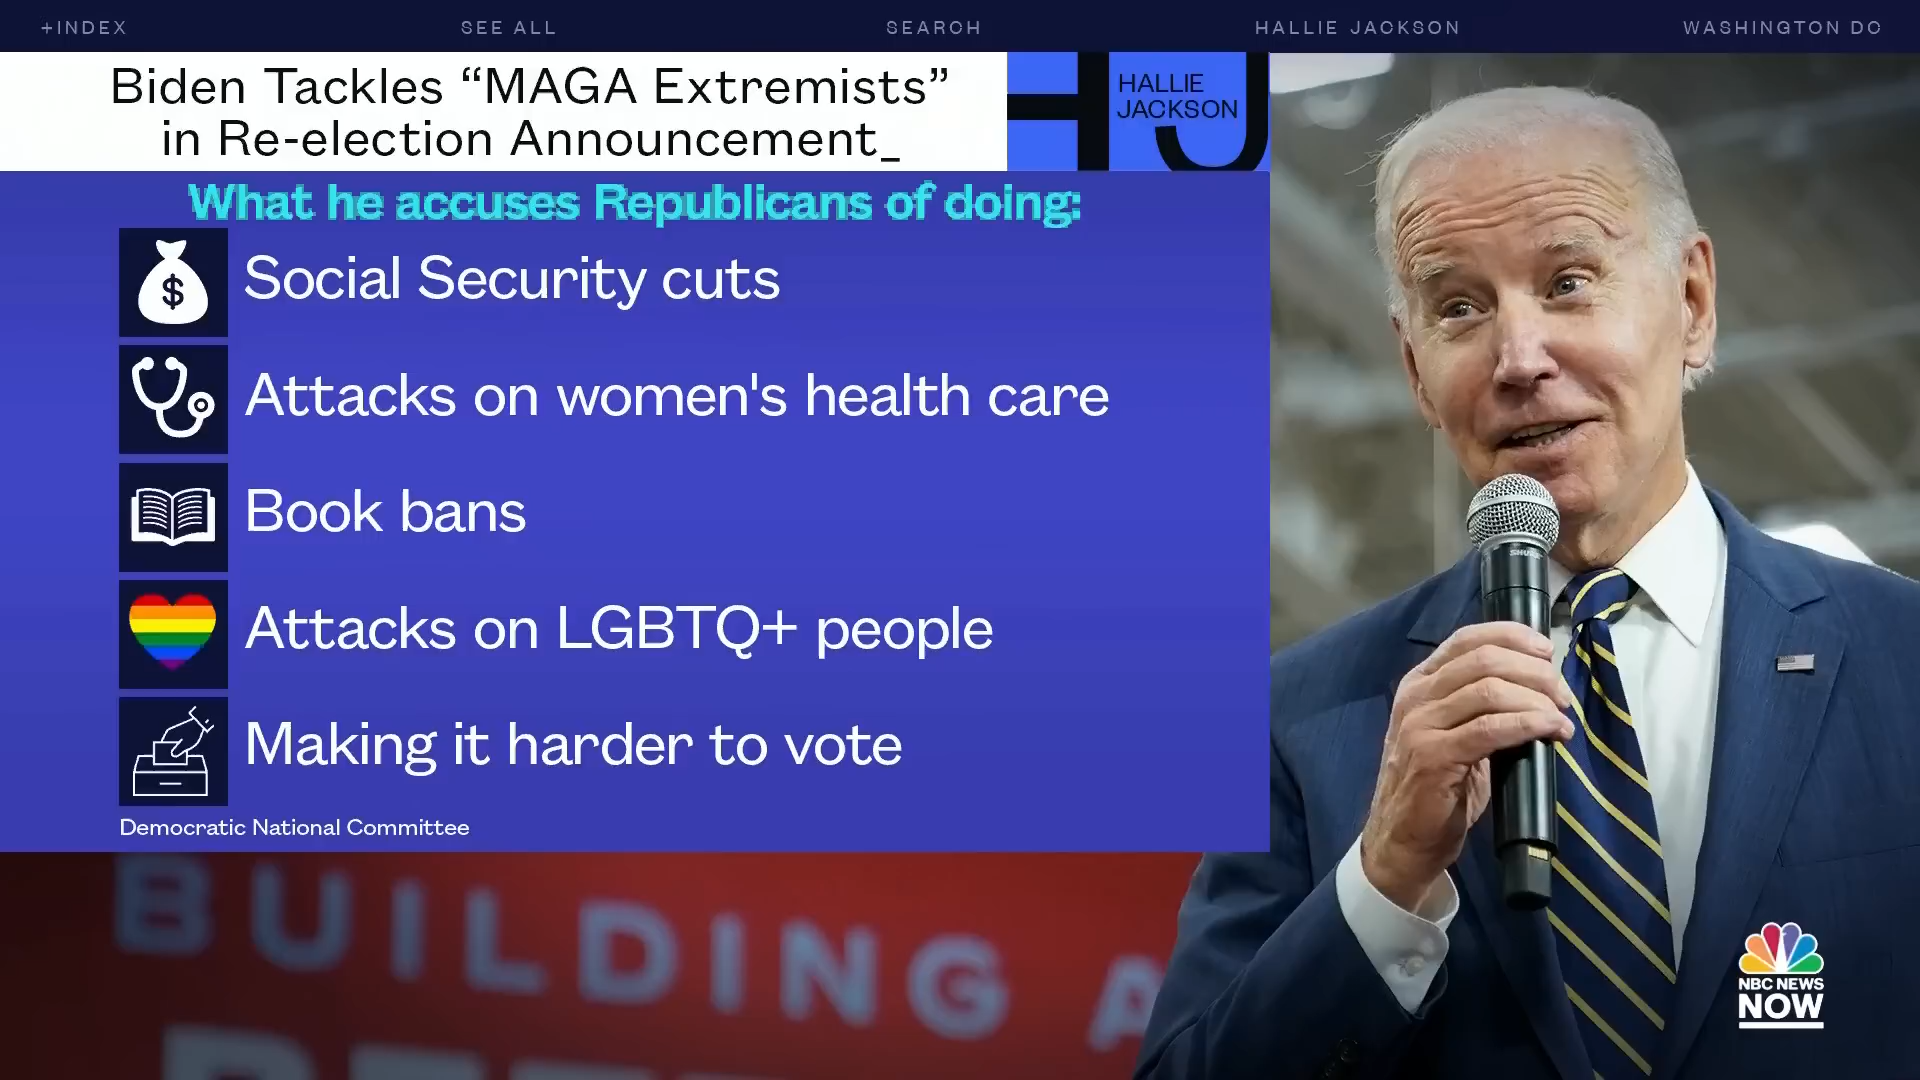 +INDEX
SEE ALL
SEARCH
HALLIE JACKSON
WASHINGTON DC
Biden Tackles “MAGA Extremists”
in Re-election Announcement_
HALLIE
JACKSON
What he accuses Republicans of doing:
$
Social Security cuts
Attacks on women's health care
Book bans
Attacks on LGBTQ+ people
Making it harder to vote
Democratic National Committee
SHURE
BUILDING A
NBC NEWS
NOW